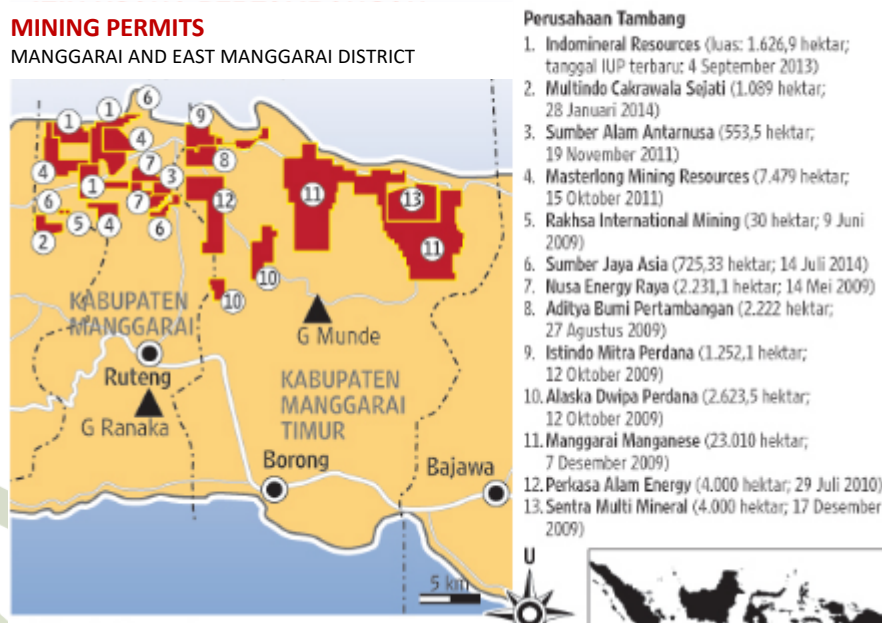 MINING PERMITS
MANGGARAI AND EAST MANGGARAI DISTRICT
1
1
6
9
4
8
7
3
4
1
7
12
11
13
6
5
4
6
2
11
10
10
KABUPATEN
MANGGARAI
G Munde
Ruteng
KABUPATEN
MANGGARAI
TIMUR
G Ranaka
Borong
Bajawa
5 km
Perusahaan Tambang
1. Indomineral Resources (luas: 1.626,9 hektar;
tanggal IUP terbaru: 4 September 2013)
2. Multindo Cakrawala Sejati (1.089 hektar;
28 Januari 2014)
3. Sumber Alam Antarnusa (553,5 hektar;
19 November 2011)
4. Masterlong Mining Resources (7.479 hektar;
15 Oktober 2011)
5. Rakhsa International Mining (30 hektar; 9 Juni
2009)
6. Sumber Jaya Asia (725,33 hektar; 14 Juli 2014)
7. Nusa Energy Raya (2.231,1 hektar; 14 Mei 2009)
8. Aditya Bumi Pertambangan (2.222 hektar;
27 Agustus 2009)
9. Istindo Mitra Perdana (1.252,1 hektar;
12 Oktober 2009)
10. Alaska Dwipa Perdana (2.623,5 hektar;
12 Oktober 2009)
11. Manggarai Manganese (23.010 hektar;
7 Desember 2009)
12. Perkasa Alam Energy (4.000 hektar; 29 Juli 2010)
13. Sentra Multi Mineral (4.000 hektar; 17 Desember
2009)
U